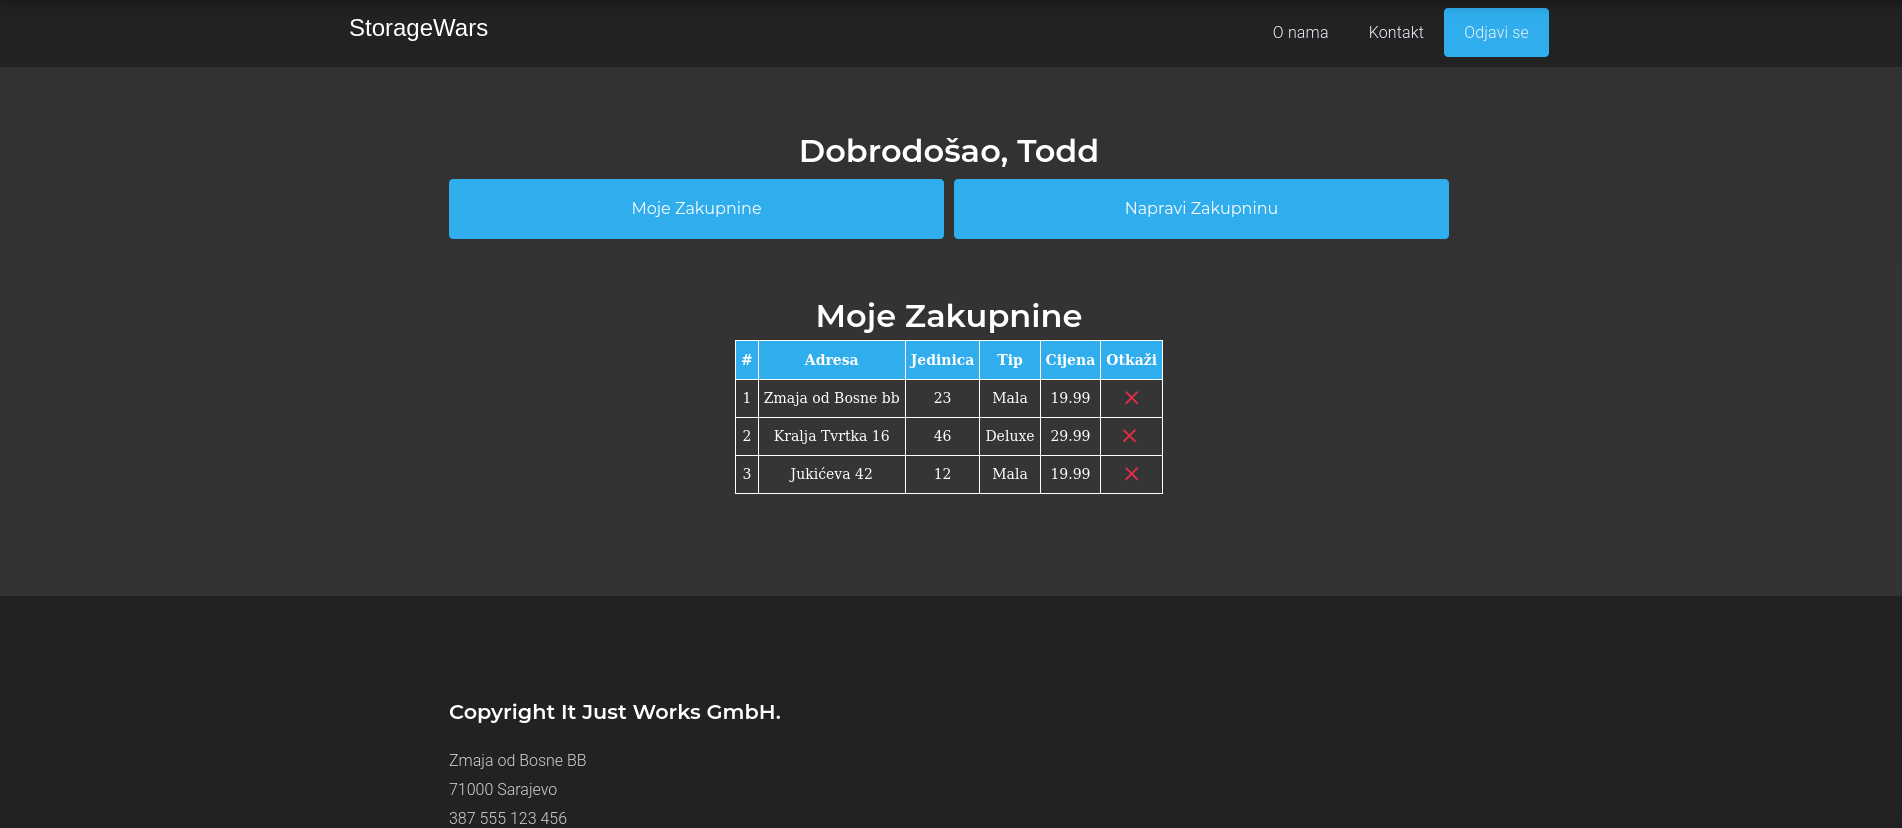 StorageWars
O nama Kontakt Odjavi se
Dobrodošao, Todd
Moje Zakupnine Napravi Zakupninu
Moje Zakupnine
# Adresa Jedinica Tip Cijena Otkaži
1 Zmaja od Bosne bb 23 Mala 19.99
2 Kralja Tvrtka 16 46 Deluxe 29.99
3 Jukićeva 42 12 Mala 19.99
Copyright It Just Works GmbH.
Zmaja od Bosne BB
71000 Sarajevo
387 555 123 456